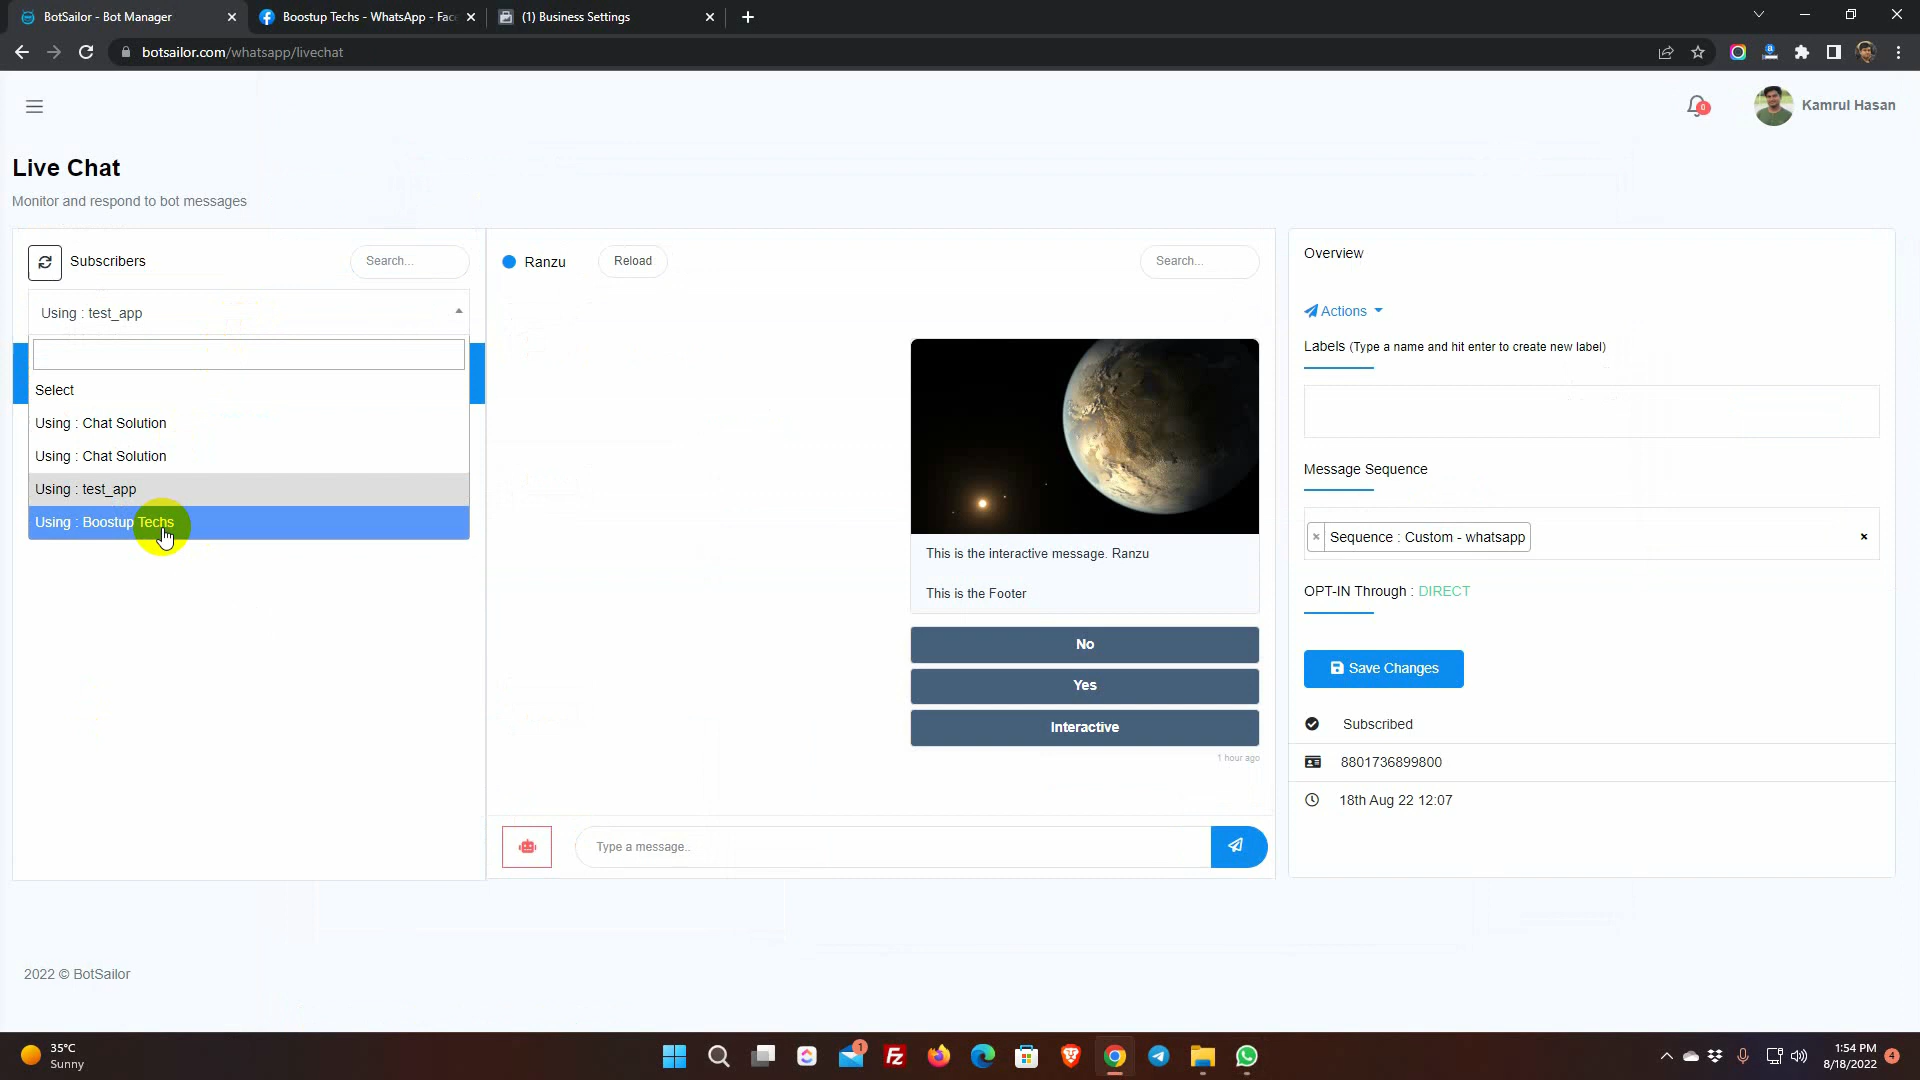 BotSailor - Bot Manager
Boostup Techs - WhatsApp - Fac
(1) Business Settings
botsailor.com/whatsapp/livechat
0
Kamrul Hasan
Live Chat
Monitor and respond to bot messages
Subscribers
Search...
Using : test_app
Select
Using : Chat Solution
Using : Chat Solution
Using : test_app
Using : Boostup Techs
Ranzu
Reload
Search...
This is the interactive message. Ranzu
This is the Footer
No
Yes
Interactive
1 hour ago
Type a message..
Overview
Actions
Labels (Type a name and hit enter to create new label)
Message Sequence
× Sequence : Custom - whatsapp ×
OPT-IN Through : DIRECT
Save Changes
Subscribed
8801736899800
18th Aug 22 12:07
2022 © BotSailor
35°C
Sunny
1
Fz
1:54 PM
8/18/2022
4